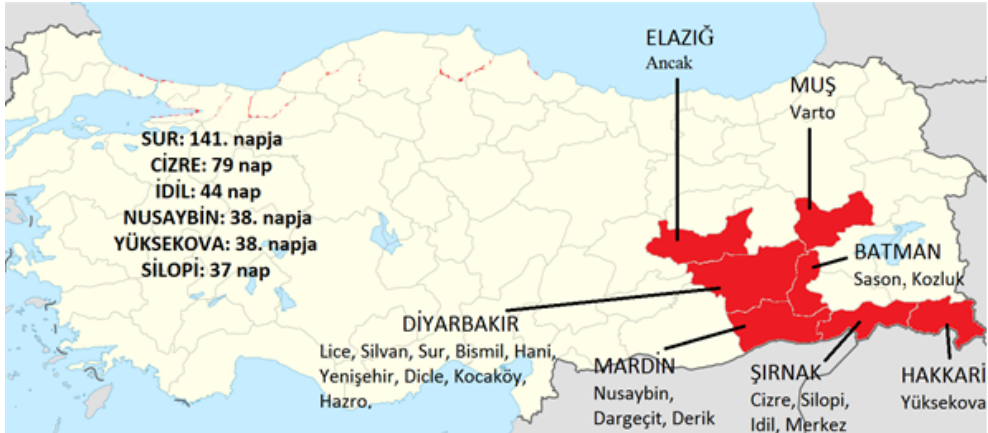 ELAZIĞ
Ancak
MUŞ
Varto
SUR: 141. napja
CİZRE: 79 nap
İDİL: 44 nap
NUSAYBİN: 38. napja
YÜKSEKOVA: 38. napja
SİLOPİ: 37 nap
BATMAN
Sason, Kozluk
DİYARBAKIR
Lice, Silvan, Sur, Bismil, Hani,
Yenişehir, Dicle, Kocaköy,
Hazro,
MARDİN
Nusaybin,
Dargeçit, Derik
ŞIRNAK
Cizre, Silopi,
Idil, Merkez
HAKKARİ
Yüksekova